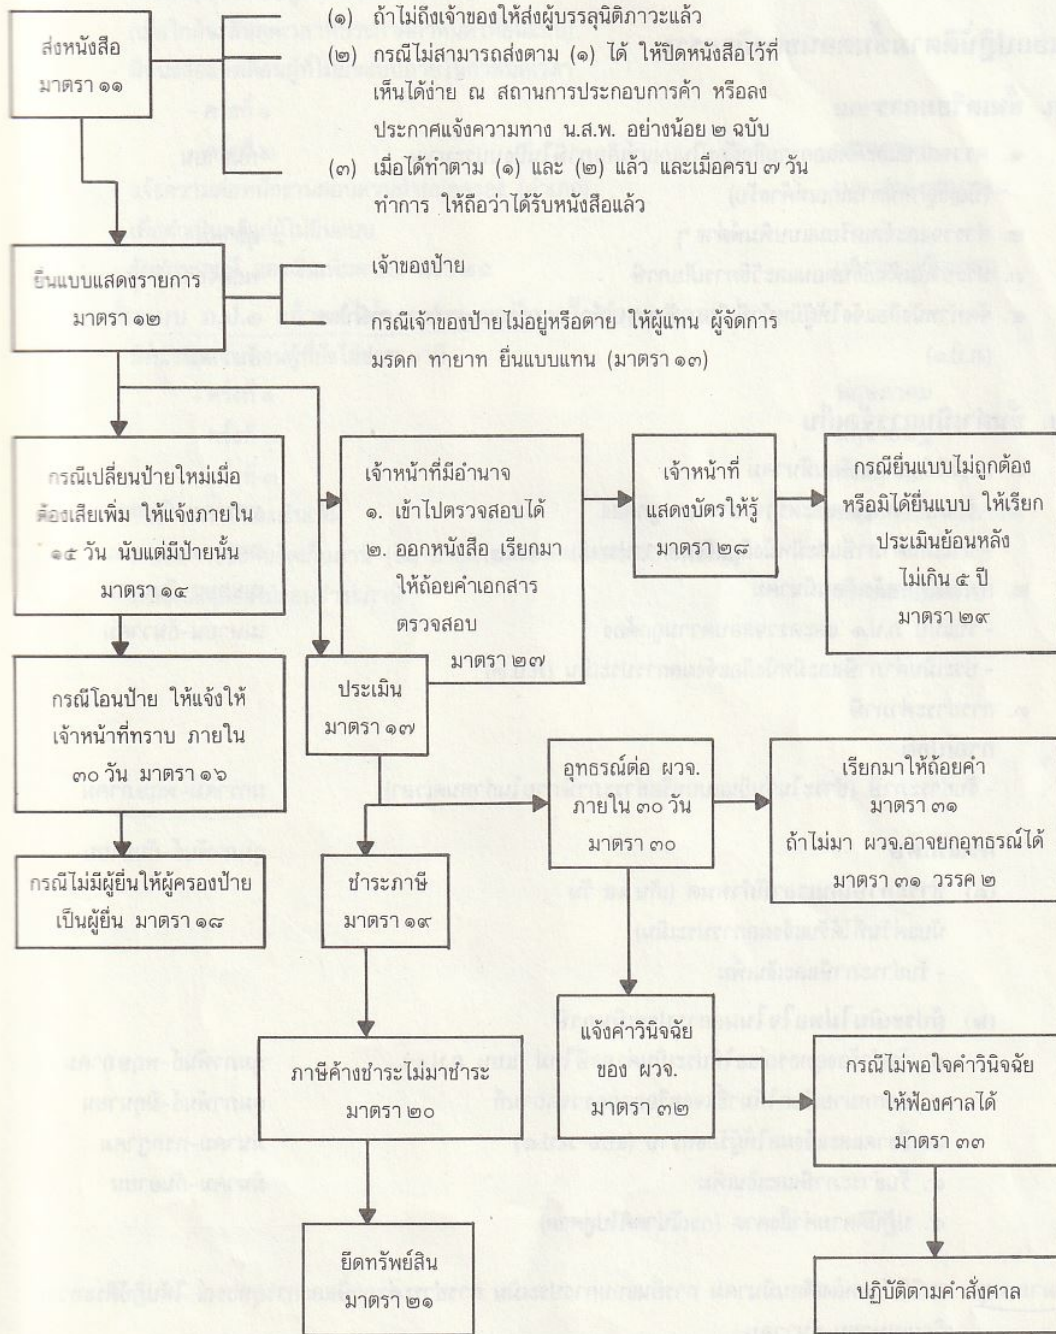 ส่งหนังสือ
มาตรา ๑๑
(๑) ถ้าไม่ถึงเจ้าของให้ส่งผู้บรรลุนิติภาวะแล้ว
(๒) กรณีไม่สามารถส่งตาม (๑) ได้ ให้ปิดหนังสือไว้ที่
เห็นได้ง่าย ณ สถานการประกอบการค้า หรือลง
ประกาศแจ้งความทาง น.ส.พ. อย่างน้อย ๒ ฉบับ
(๓) เมื่อได้ทำตาม (๑) และ (๒) แล้ว และเมื่อครบ ๗ วัน
ทำการ ให้ถือว่าได้รับหนังสือแล้ว
ยื่นแบบแสดงรายการ
มาตรา ๑๒
เจ้าของป้าย
กรณีเจ้าของป้ายไม่อยู่หรือตาย ให้ผู้แทน ผู้จัดการ
มรดก ทายาท ยื่นแบบแทน (มาตรา ๑๓)
กรณีเปลี่ยนป้ายใหม่เมื่อ
ต้องเสียเพิ่ม ให้แจ้งภายใน
๑๕ วัน นับแต่มีป้ายนั้น
มาตรา ๑๔
เจ้าหน้าที่มีอำนาจ
๑. เข้าไปตรวจสอบได้
๒. ออกหนังสือ เรียกมา
ให้ถ้อยคำเอกสาร
ตรวจสอบ
มาตรา ๒๗
เจ้าหน้าที่
แสดงบัตรให้รู้
มาตรา ๒๘
กรณียื่นแบบไม่ถูกต้อง
หรือมิได้ยื่นแบบ ให้เรียก
ประเมินย้อนหลัง
ไม่เกิน ๕ ปี
มาตรา ๒๙
กรณีโอนป้าย ให้แจ้งให้
เจ้าหน้าที่ทราบ ภายใน
๓๐ วัน มาตรา ๑๖
ประเมิน
มาตรา ๑๗
อุทธรณ์ต่อ ผวจ.
ภายใน ๓๐ วัน
มาตรา ๓๐
เรียกมาให้ถ้อยคำ
มาตรา ๓๑
ถ้าไม่มา ผวจ.อาจยกอุทธรณ์ได้
มาตรา ๓๑ วรรค ๒
กรณีไม่มีผู้ยื่นให้ผู้ครองป้าย
เป็นผู้ยื่น มาตรา ๑๘
ชำระภาษี
มาตรา ๑๙
แจ้งคำวินิจฉัย
ของ ผวจ.
มาตรา ๓๒
ภาษีค้างชำระไม่มาชำระ
มาตรา ๒๐
กรณีไม่พอใจคำวินิจฉัย
ให้ฟ้องศาลได้
มาตรา ๓๓
ยึดทรัพย์สิน
มาตรา ๒๑
ปฏิบัติตามคำสั่งศาล